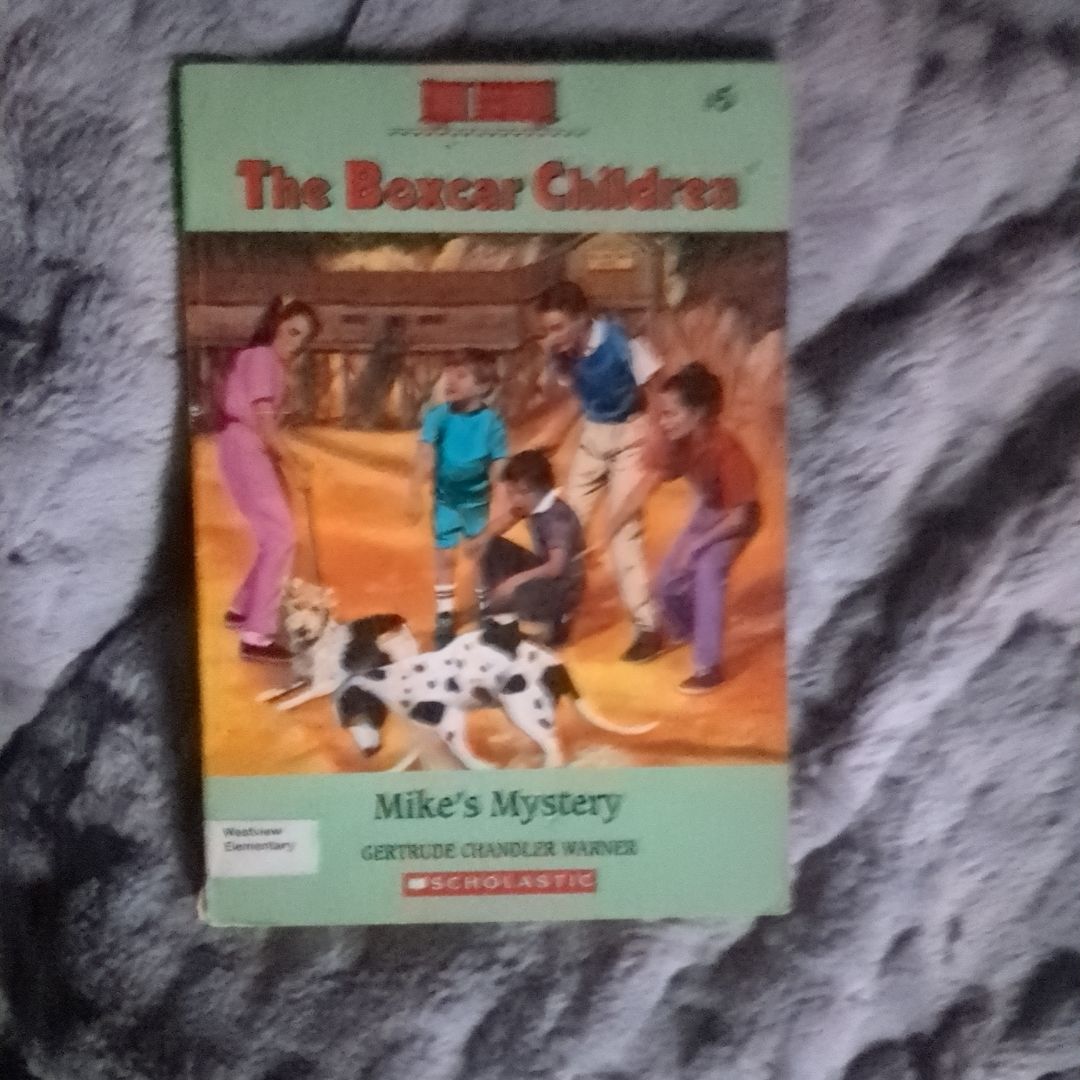 #5
The Boxcar Children
Mike's Mystery
Westview
Elementary
GERTRUDE CHANDLER WARNER
SCHOLASTIC